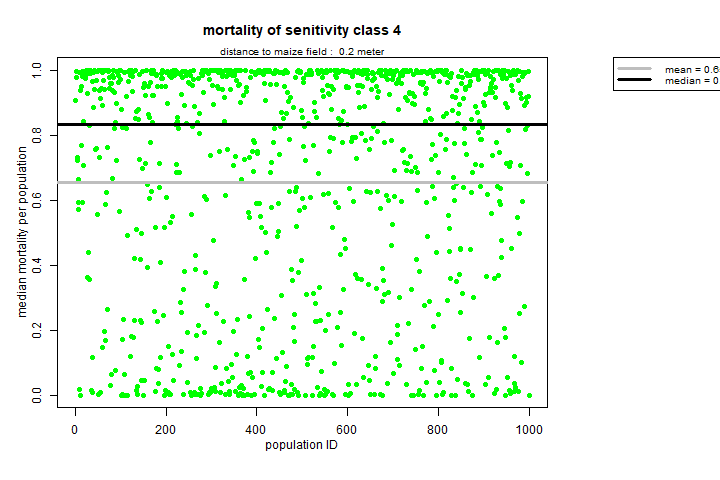 mortality of senitivity class 4
distance to maize field : 0.2 meter
mean = 0.6
median = 0
median mortality per population
1.0
0.8
0.6
0.4
0.2
0.0
0 200 400 600 800 1000
population ID